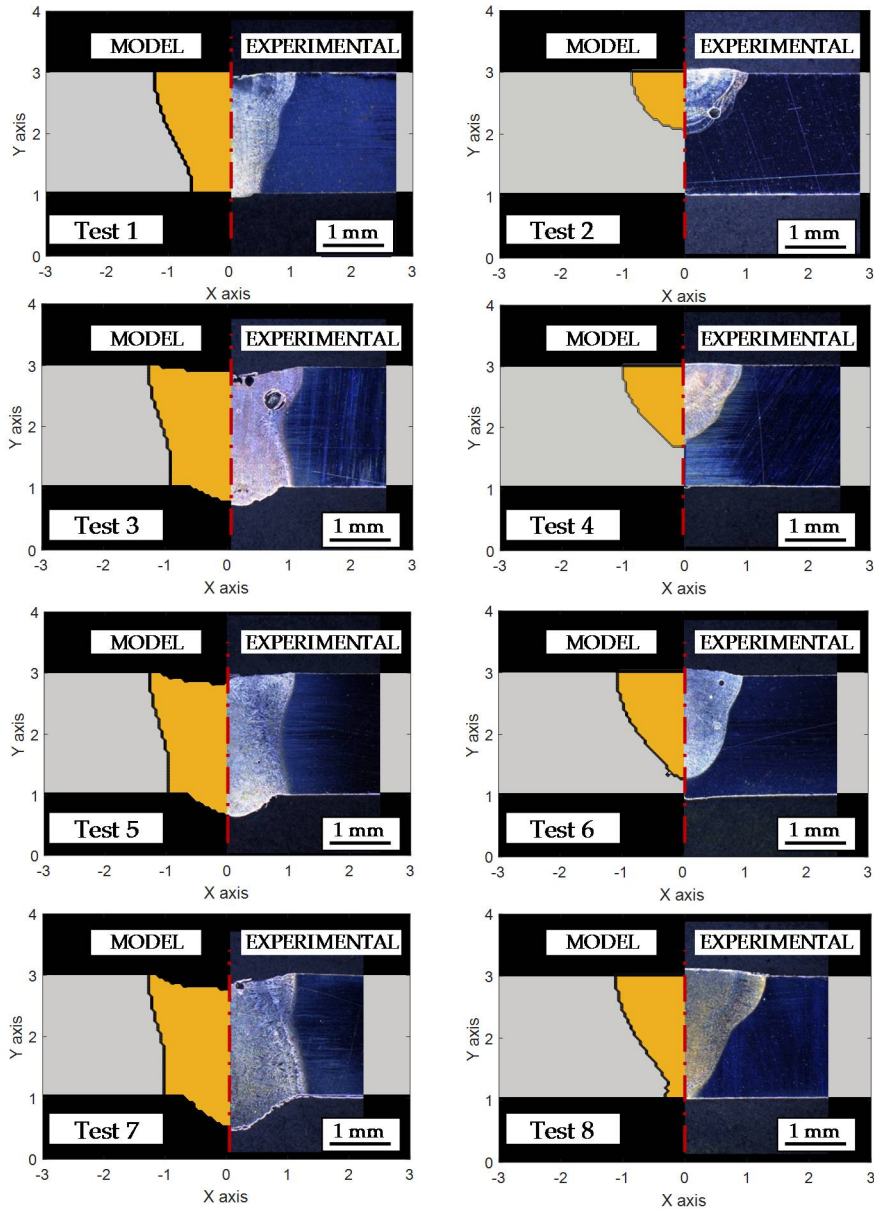 4
MODEL EXPERIMENTAL
3
Y axis
2
1
Test 1 1 mm
0
-3 -2 -1 0 1 2 3
X axis
4
MODEL EXPERIMENTAL
3
Y axis
2
1
Test 2 1 mm
0
-3 -2 -1 0 1 2 3
X axis
4
MODEL EXPERIMENTAL
3
Y axis
2
1
Test 3 1 mm
0
-3 -2 -1 0 1 2 3
X axis
4
MODEL EXPERIMENTAL
3
Y axis
2
1
Test 4 1 mm
0
-3 -2 -1 0 1 2 3
X axis
4
MODEL EXPERIMENTAL
3
Y axis
2
1
Test 5 1 mm
0
-3 -2 -1 0 1 2 3
X axis
4
MODEL EXPERIMENTAL
3
Y axis
2
1
Test 6 1 mm
0
-3 -2 -1 0 1 2 3
X axis
4
MODEL EXPERIMENTAL
3
Y axis
2
1
Test 7 1 mm
0
-3 -2 -1 0 1 2 3
X axis
4
MODEL EXPERIMENTAL
3
Y axis
2
1
Test 8 1 mm
0
-3 -2 -1 0 1 2 3
X axis